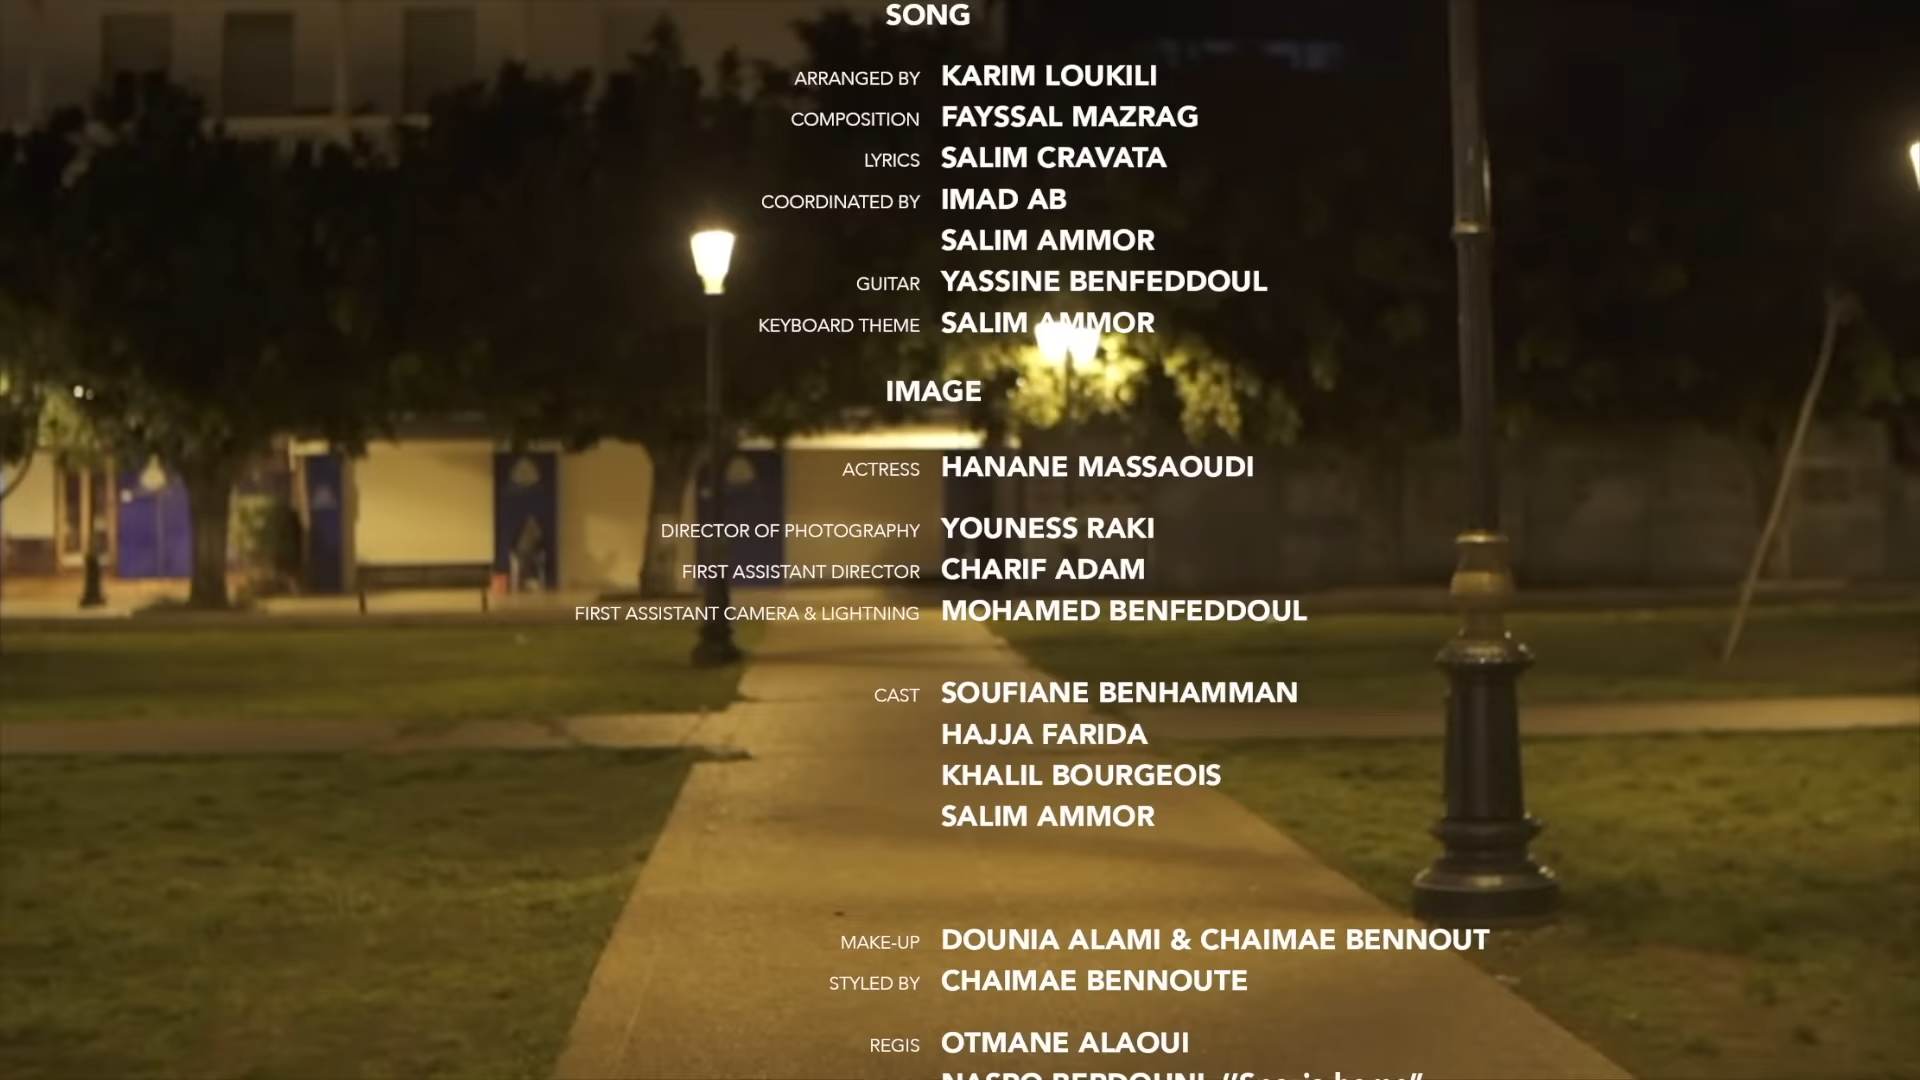 SONG
ARRANGED BY KARIM LOUKILI
COMPOSITION FAYSSAL MAZRAG
LYRICS SALIM CRAVATA
COORDINATED BY IMAD AB
SALIM AMMOR
GUITAR YASSINE BENFEDDOUL
KEYBOARD THEME SALIM AMMOR
IMAGE
ACTRESS HANANE MASSAOUDI
DIRECTOR OF PHOTOGRAPHY YOUNESS RAKI
FIRST ASSISTANT DIRECTOR CHARIF ADAM
FIRST ASSISTANT CAMERA & LIGHTNING MOHAMED BENFEDDOUL
CAST SOUFIANE BENHAMMAN
HAJJA FARIDA
KHALIL BOURGEOIS
SALIM AMMOR
MAKE-UP DOUNIA ALAMI & CHAIMAE BENNOUT
STYLED BY CHAIMAE BENNOUTE
REGIS OTMANE ALAOUI